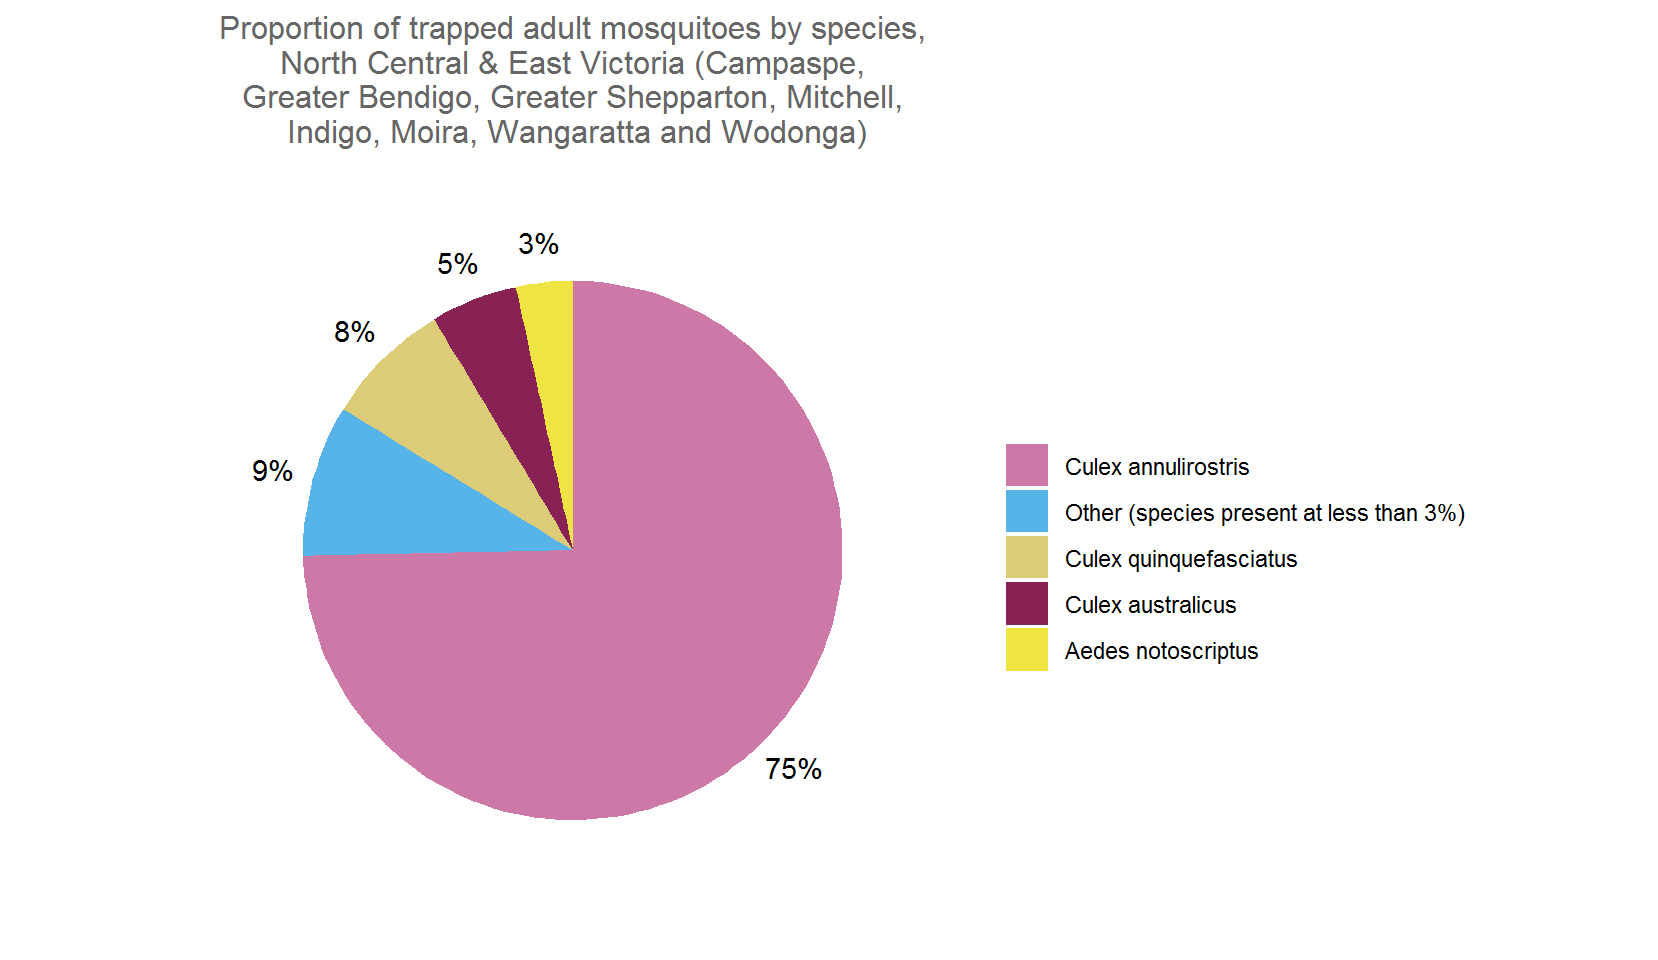 Proportion of trapped adult mosquitoes by species,
North Central & East Victoria (Campaspe,
Greater Bendigo, Greater Shepparton, Mitchell,
Indigo, Moira, Wangaratta and Wodonga)
3%
5%
8%
9%
75%
Culex annulirostris
Other (species present at less than 3%)
Culex quinquefasciatus
Culex australicus
Aedes notoscriptus